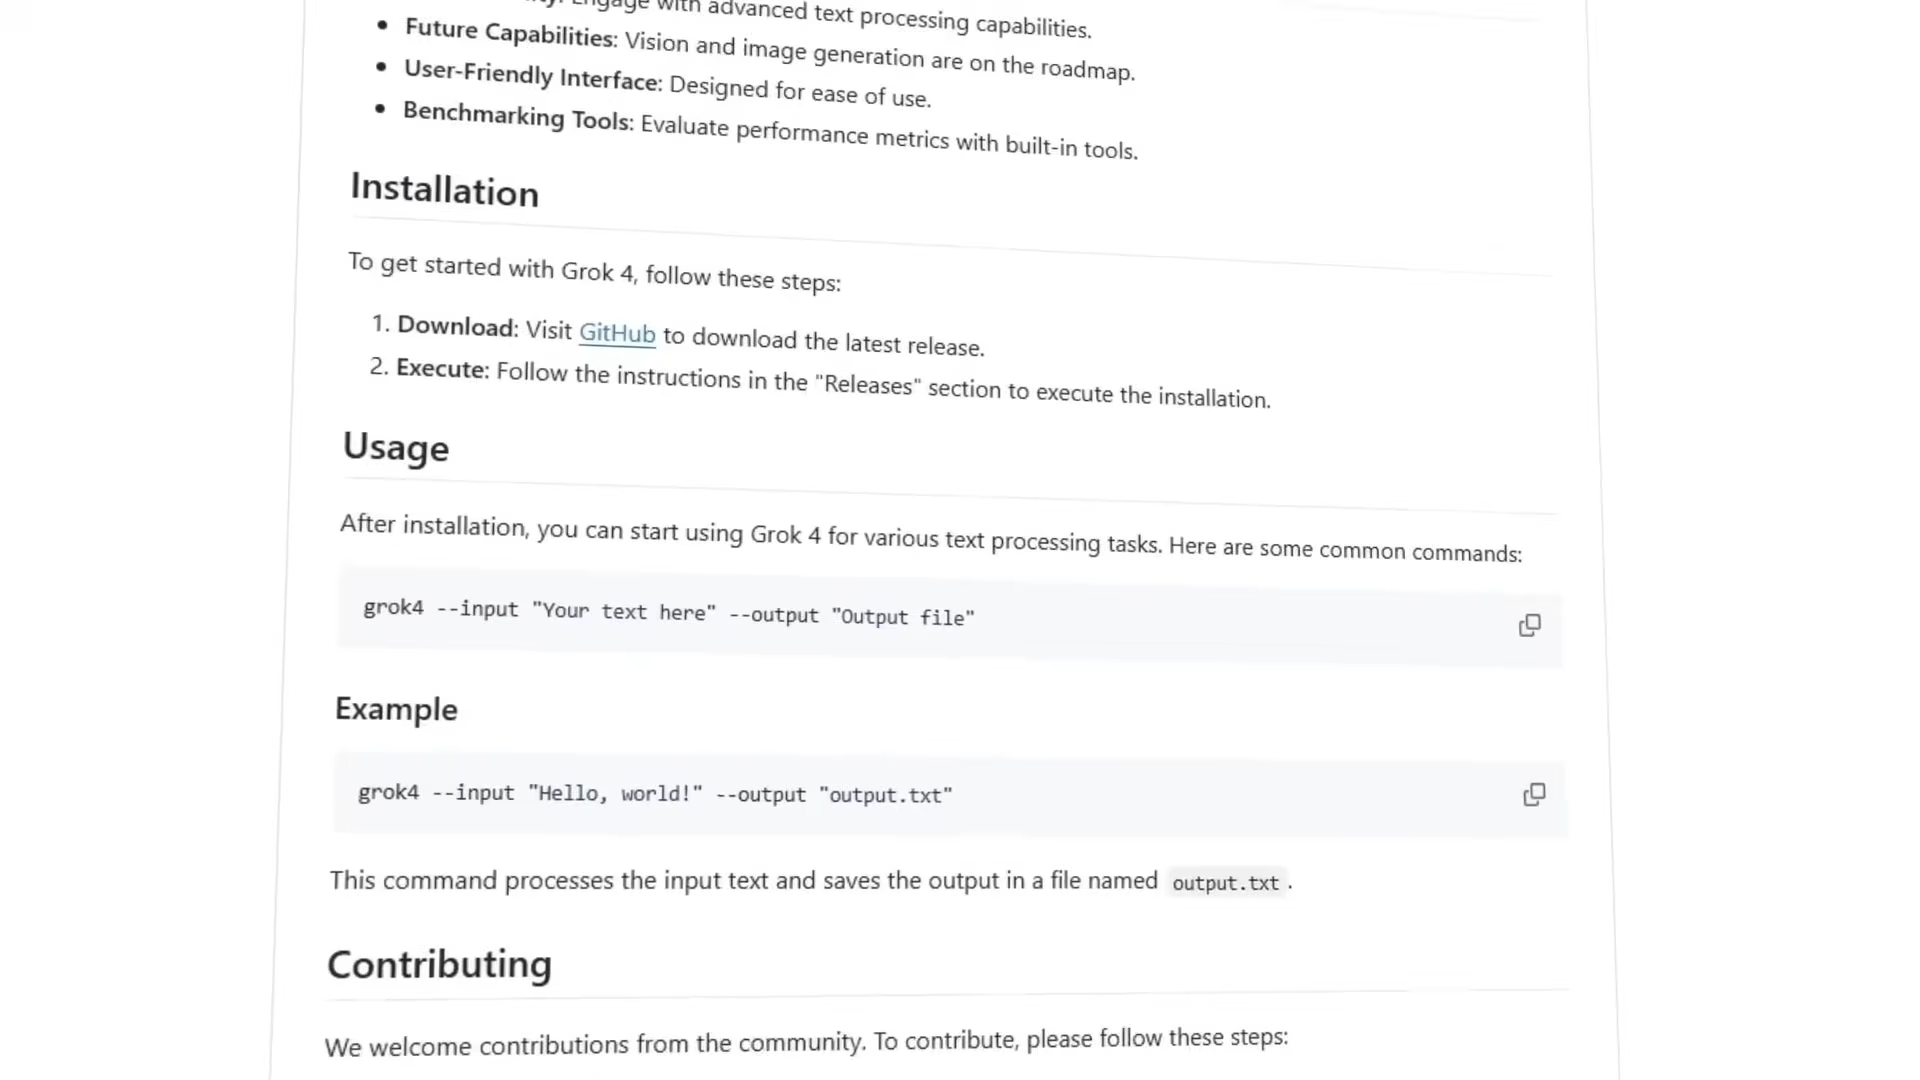 Engage with advanced text processing capabilities.
• Future Capabilities: Vision and image generation are on the roadmap.
• User-Friendly Interface: Designed for ease of use.
• Benchmarking Tools: Evaluate performance metrics with built-in tools.
Installation
To get started with Grok 4, follow these steps:
1. Download: Visit GitHub to download the latest release.
2. Execute: Follow the instructions in the "Releases" section to execute the installation.
Usage
After installation, you can start using Grok 4 for various text processing tasks. Here are some common commands:
grok4 --input "Your text here" --output "Output file"
Example
grok4 --input "Hello, world!" --output "output.txt"
This command processes the input text and saves the output in a file named output.txt.
Contributing
We welcome contributions from the community. To contribute, please follow these steps: